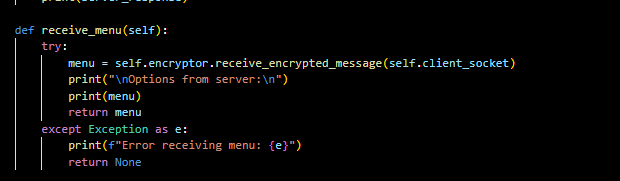 def receive_menu(self):
    try:
        menu = self.encryptor.receive_encrypted_message(self.client_socket)
        print("\nOptions from server:\n")
        print(menu)
        return menu
    except Exception as e:
        print(f"Error receiving menu: {e}")
        return None